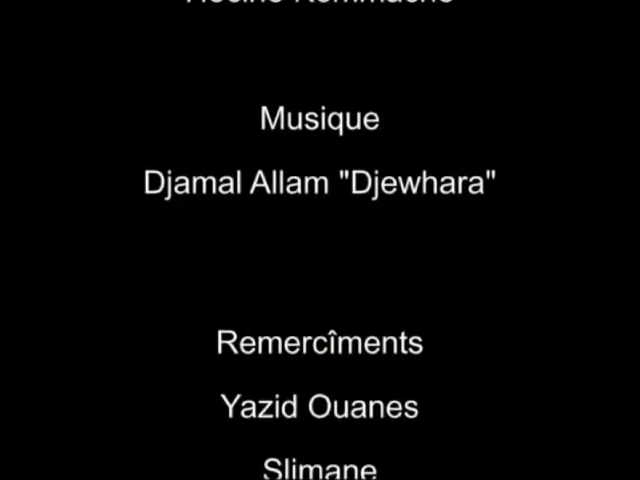 Musique
Djamal Allam "Djewhara"
Remercîments
Yazid Ouanes
Slimane